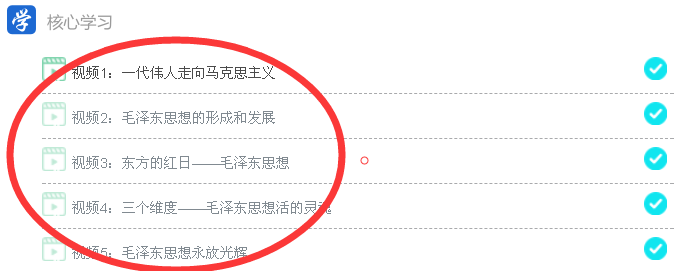 学 核心学习
视频1：一代伟人走向马克思主义
视频2：毛泽东思想的形成和发展
视频3：东方的红日——毛泽东思想
视频4：三个维度——毛泽东思想活的灵魂
视频5：毛泽东思想永放光辉